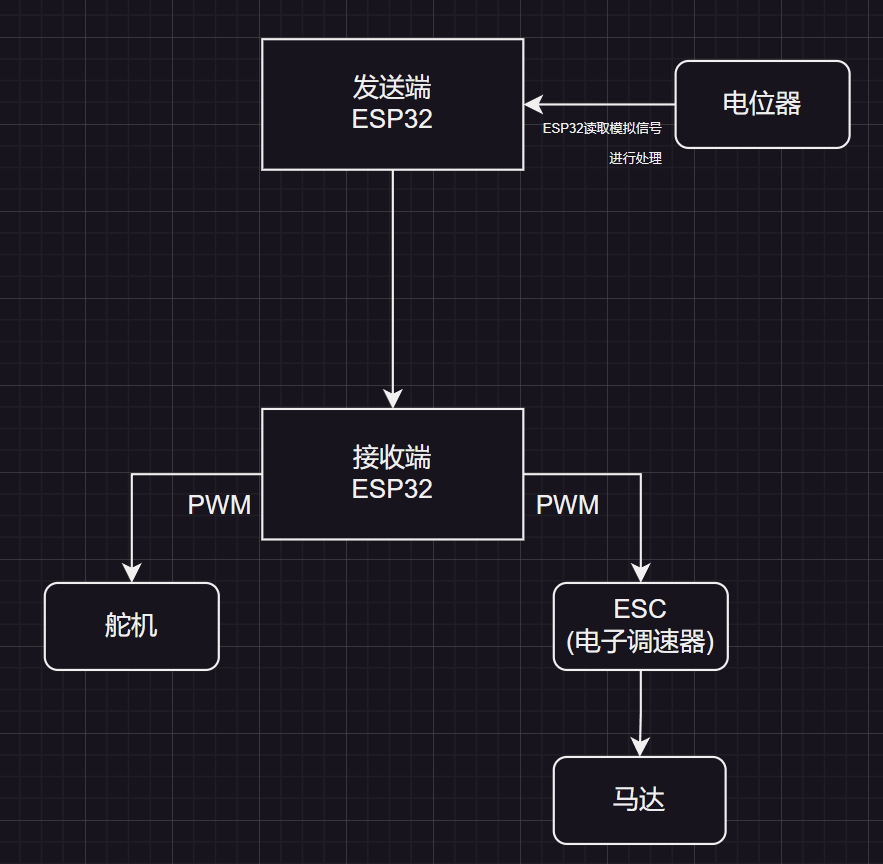 发送端
ESP32
电位器
ESP32读取模拟信号
进行处理
接收端
ESP32
PWM
PWM
舵机
ESC
(电子调速器)
马达